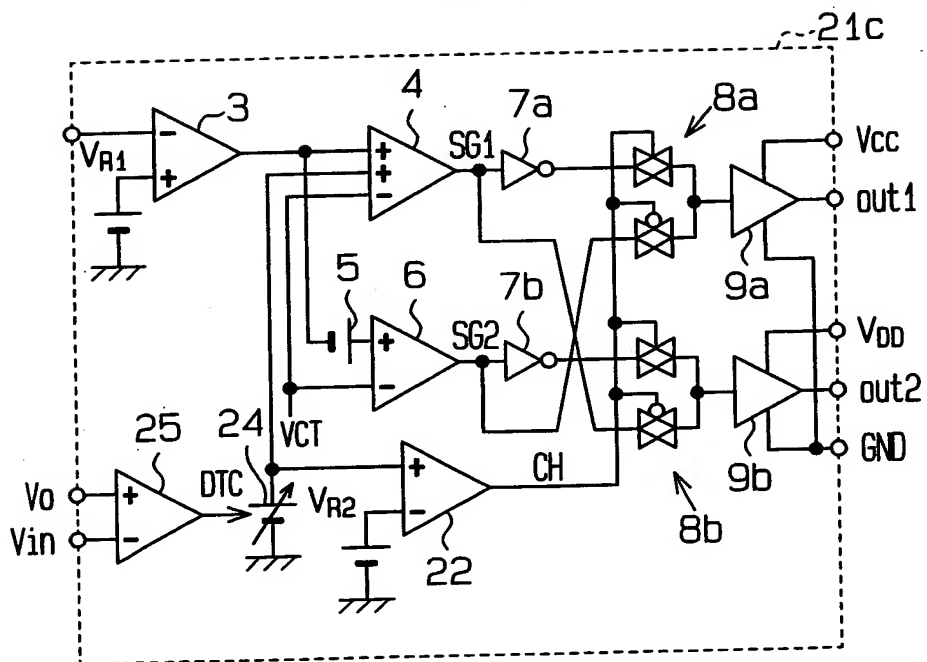 21c
3
4
7a
8a
VCC
VR1
SG1
out1
5
6
7b
9a
SG2
VDD
out2
VCT
25
24
DTC
CH
GND
9b
Vo
VR2
8b
Vin
22
+
-